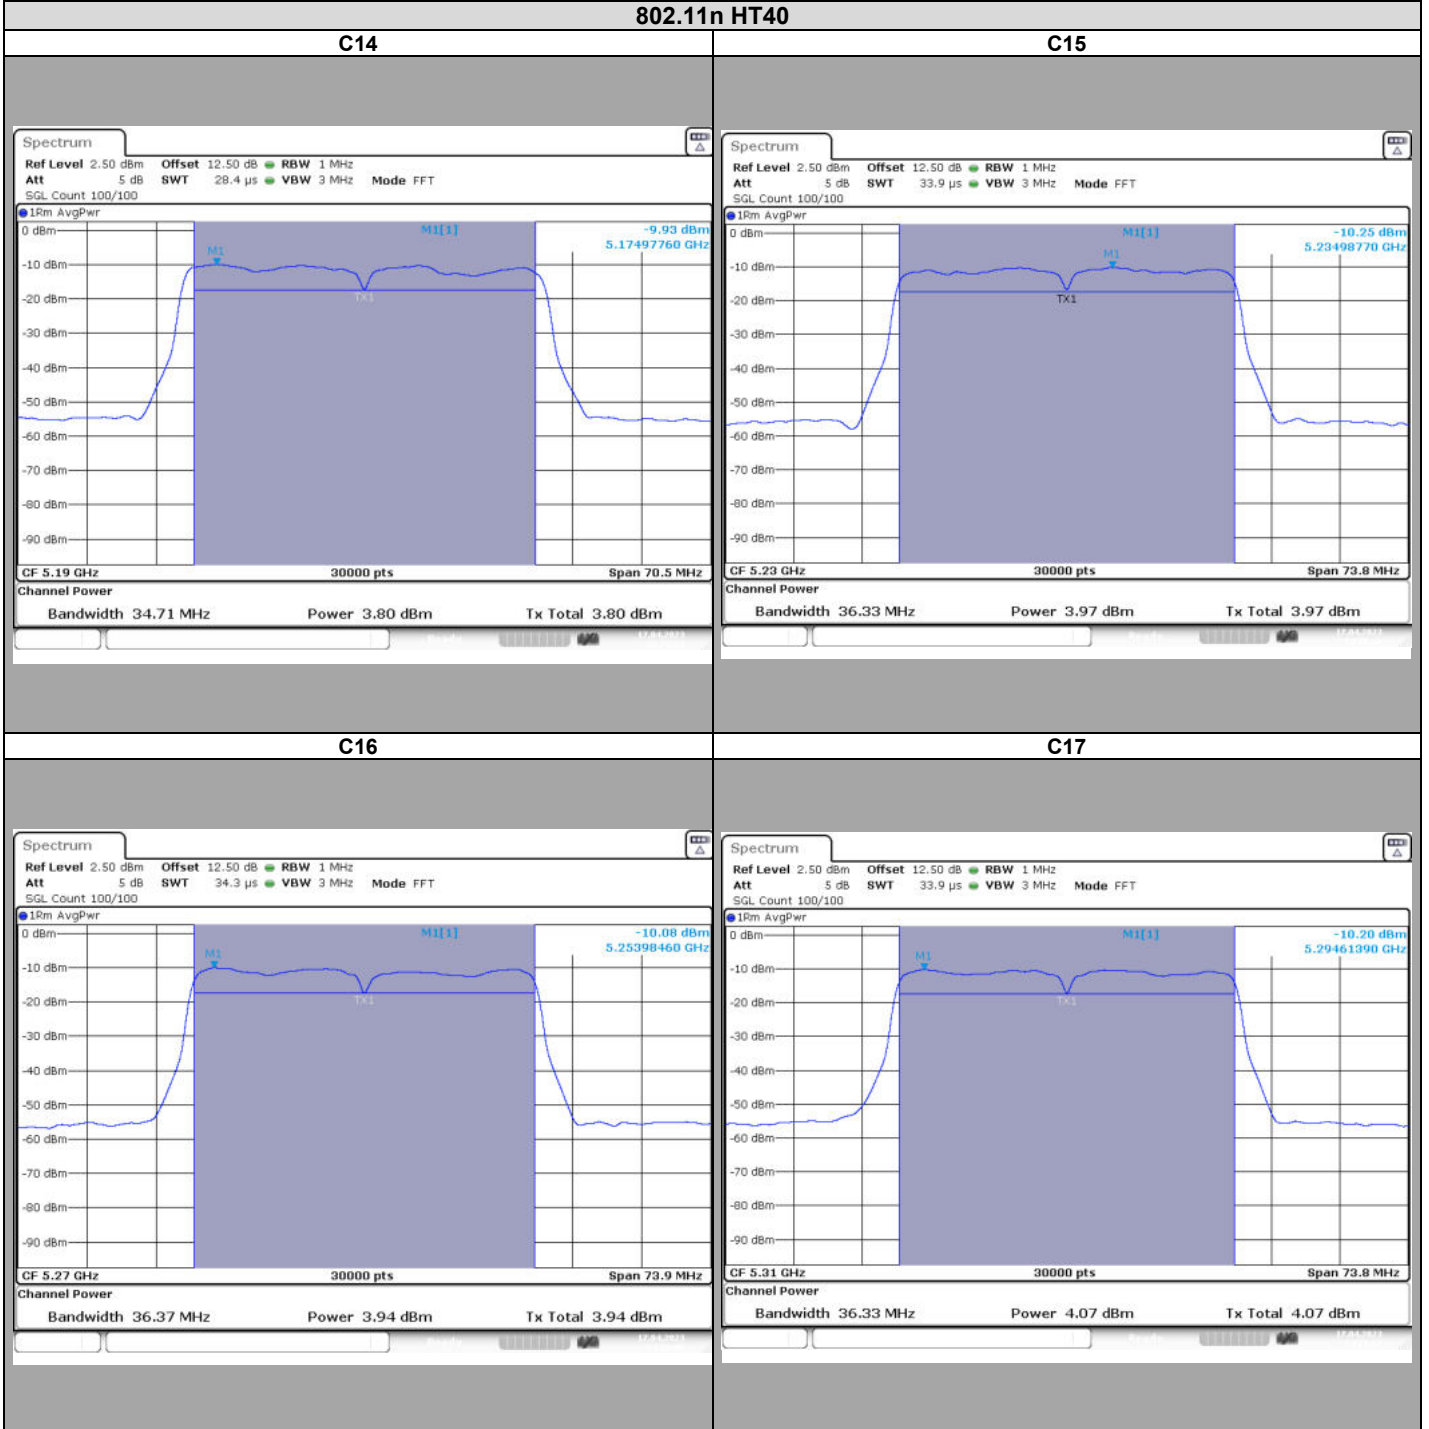 802.11n HT40
C14
Spectrum
Ref Level 2.50 dBm Offset 12.50 dB RBW 1 MHz
Att 5 dB SWT 28.4 µs VBW 3 MHz Mode FFT
SGL Count 100/100
1Rm AvgPwr
M1[1] -9.93 dBm
5.17497760 GHz
M1
TX1
0 dBm
-10 dBm
-20 dBm
-30 dBm
-40 dBm
-50 dBm
-60 dBm
-70 dBm
-80 dBm
-90 dBm
CF 5.19 GHz 30000 pts Span 70.5 MHz
Channel Power
Bandwidth 34.71 MHz Power 3.80 dBm Tx Total 3.80 dBm
C15
Spectrum
Ref Level 2.50 dBm Offset 12.50 dB RBW 1 MHz
Att 5 dB SWT 33.9 µs VBW 3 MHz Mode FFT
SGL Count 100/100
1Rm AvgPwr
M1[1] -10.25 dBm
5.23498770 GHz
M1
TX1
0 dBm
-10 dBm
-20 dBm
-30 dBm
-40 dBm
-50 dBm
-60 dBm
-70 dBm
-80 dBm
-90 dBm
CF 5.23 GHz 30000 pts Span 73.8 MHz
Channel Power
Bandwidth 36.33 MHz Power 3.97 dBm Tx Total 3.97 dBm
C16
Spectrum
Ref Level 2.50 dBm Offset 12.50 dB RBW 1 MHz
Att 5 dB SWT 34.3 µs VBW 3 MHz Mode FFT
SGL Count 100/100
1Rm AvgPwr
M1[1] -10.08 dBm
5.25398460 GHz
M1
TX1
0 dBm
-10 dBm
-20 dBm
-30 dBm
-40 dBm
-50 dBm
-60 dBm
-70 dBm
-80 dBm
-90 dBm
CF 5.27 GHz 30000 pts Span 73.9 MHz
Channel Power
Bandwidth 36.37 MHz Power 3.94 dBm Tx Total 3.94 dBm
C17
Spectrum
Ref Level 2.50 dBm Offset 12.50 dB RBW 1 MHz
Att 5 dB SWT 33.9 µs VBW 3 MHz Mode FFT
SGL Count 100/100
1Rm AvgPwr
M1[1] -10.20 dBm
5.29461390 GHz
M1
TX1
0 dBm
-10 dBm
-20 dBm
-30 dBm
-40 dBm
-50 dBm
-60 dBm
-70 dBm
-80 dBm
-90 dBm
CF 5.31 GHz 30000 pts Span 73.8 MHz
Channel Power
Bandwidth 36.33 MHz Power 4.07 dBm Tx Total 4.07 dBm